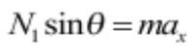 N₁ sinθ = maₓ